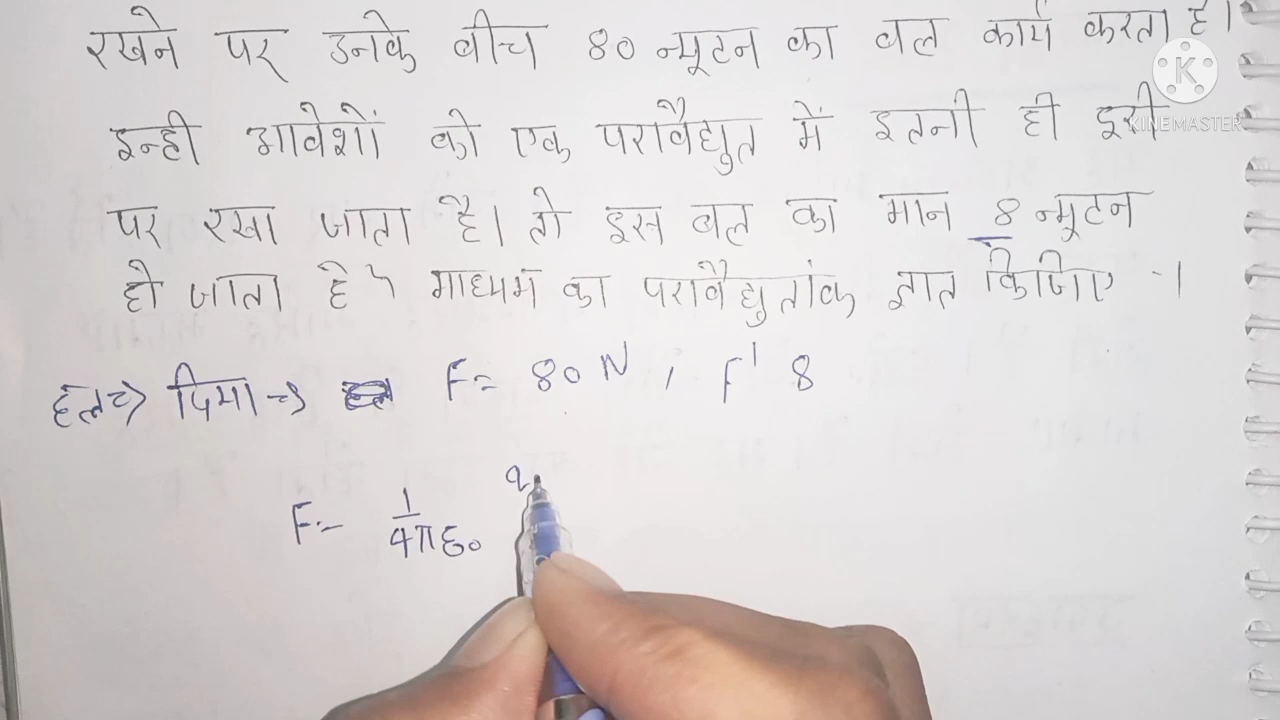 रखने पर उनके बीच 80 न्यूटन का बल कार्य करता है।
K
KINEMASTER
इन्ही आवेशों को एक परावैद्युत में इतनी ही दूरी
पर रखा जाता है। तो इस बल का मान 8 न्यूटन
हो जाता है, माध्यम का परावैद्युतांक ज्ञात किजिए -।
हल⇒ दिया→ F= 80 N , F' 8
F= 1/4πε₀ q